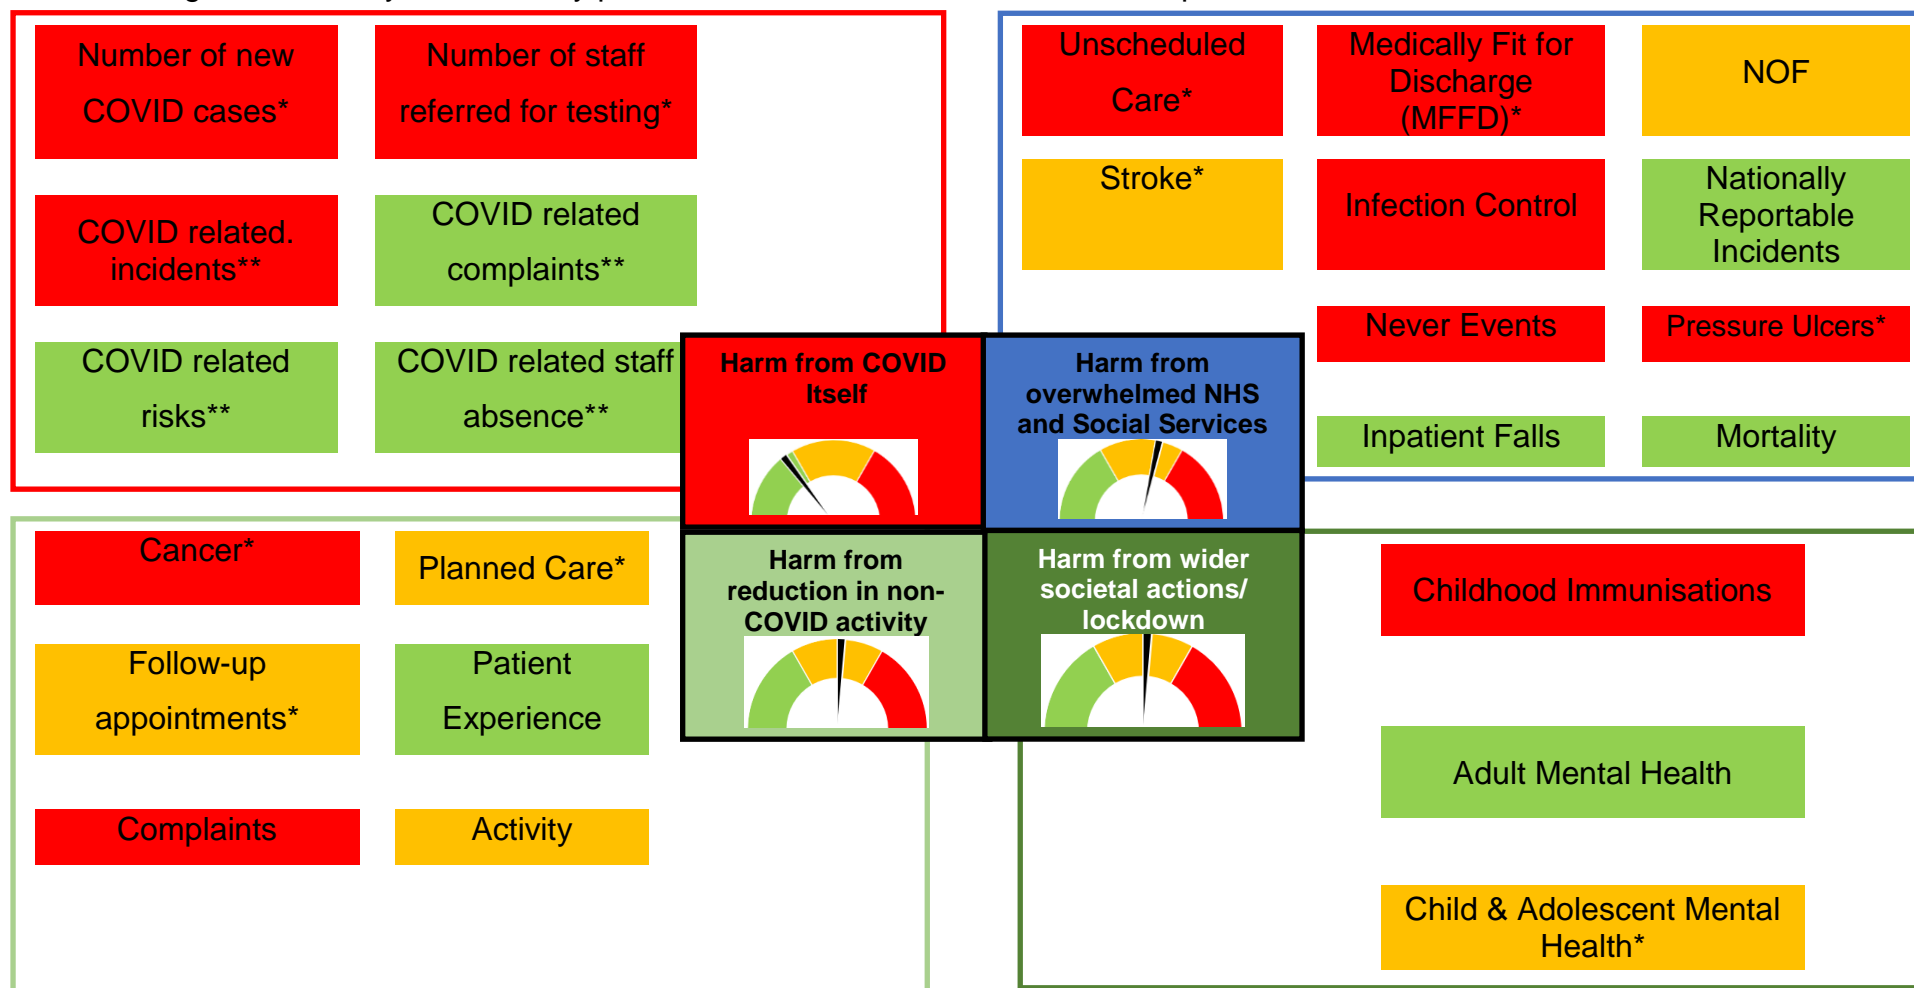 Number of new
COVID cases*
Number of staff
referred for testing*
COVID related.
incidents**
COVID related
complaints**
COVID related
risks**
COVID related staff
absence**
Unscheduled
Care*
Medically Fit for
Discharge
(MFFD)*
NOF
Stroke*
Infection Control
Nationally
Reportable
Incidents
Never Events
Pressure Ulcers*
Inpatient Falls
Mortality
Harm from COVID
Itself
Harm from
overwhelmed NHS
and Social Services
Harm from
reduction in non-
COVID activity
Harm from wider
societal actions/
lockdown
Cancer*
Planned Care*
Follow-up
appointments*
Patient
Experience
Complaints
Activity
Childhood Immunisations
Adult Mental Health
Child & Adolescent Mental
Health*